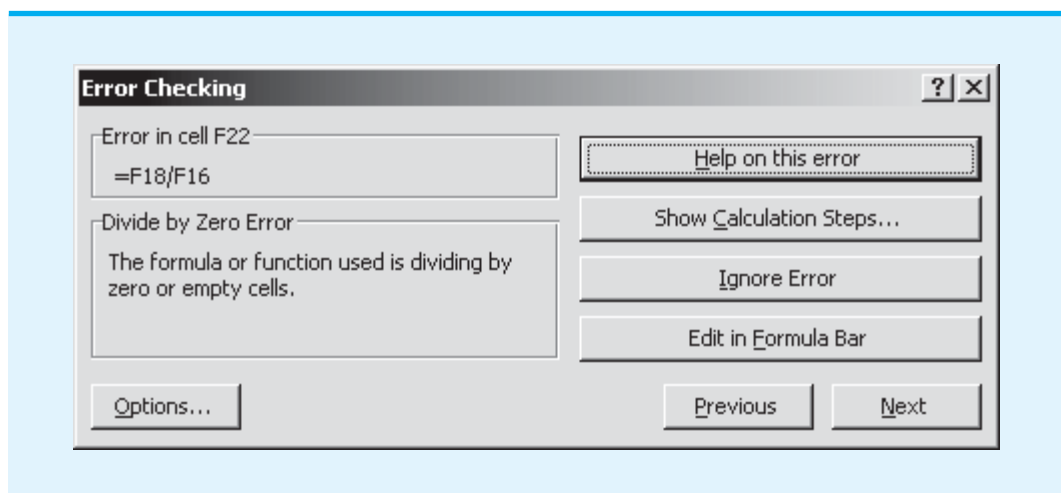 Error Checking
Error in cell F22
=F18/F16
Divide by Zero Error
The formula or function used is dividing by
zero or empty cells.
Help on this error
Show Calculation Steps...
Ignore Error
Edit in Formula Bar
Options...
Previous
Next